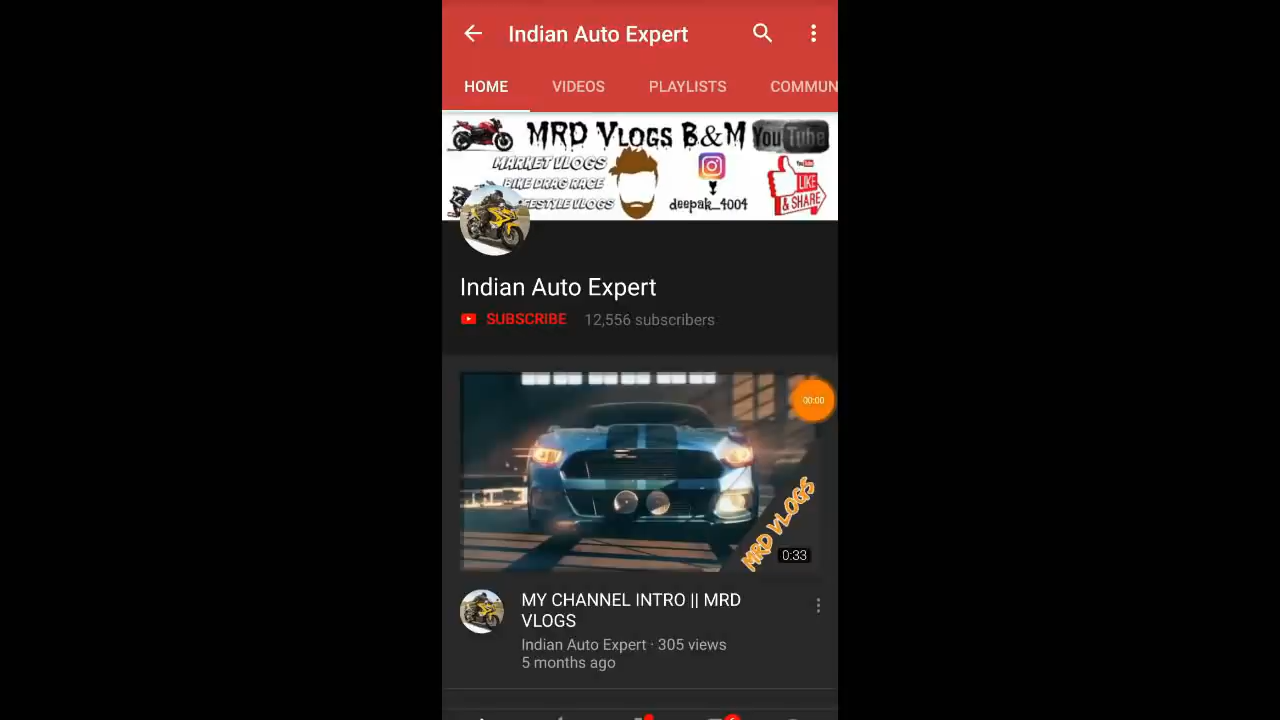 Indian Auto Expert
HOME VIDEOS PLAYLISTS COMMUN
MRD VLOGS B&M YouTube
MARKET VLOGS
BIKE DRAG RACE
FESTYLE VLOGS
deepak_4004
YouTube
LIKE
& SHARE
Indian Auto Expert
SUBSCRIBE 12,556 subscribers
00:00
MRD VLOGS
0:33
MY CHANNEL INTRO || MRD
VLOGS
Indian Auto Expert · 305 views
5 months ago